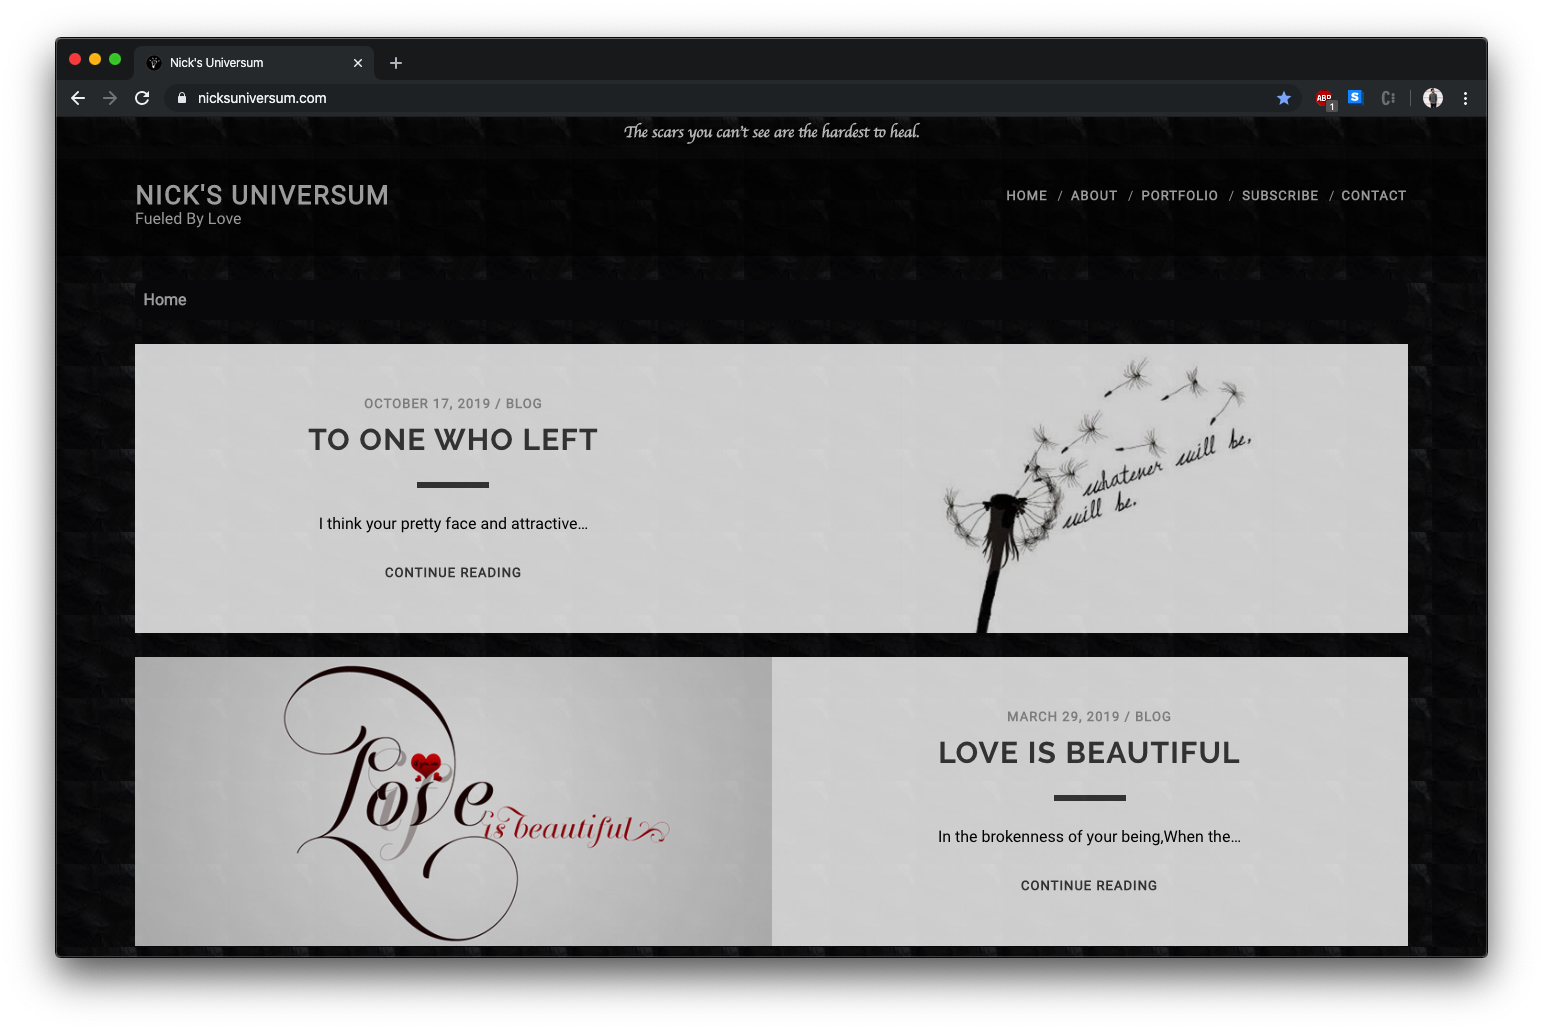 Nick's Universum
nicksuniversum.com
ABP
1
S
The scars you can't see are the hardest to heal.
NICK'S UNIVERSUM
Fueled By Love
HOME / ABOUT / PORTFOLIO / SUBSCRIBE / CONTACT
Home
OCTOBER 17, 2019 / BLOG
TO ONE WHO LEFT
I think your pretty face and attractive...
CONTINUE READING
whatever will be,
will be.
Love
is beautiful
MARCH 29, 2019 / BLOG
LOVE IS BEAUTIFUL
In the brokenness of your being,When the...
CONTINUE READING